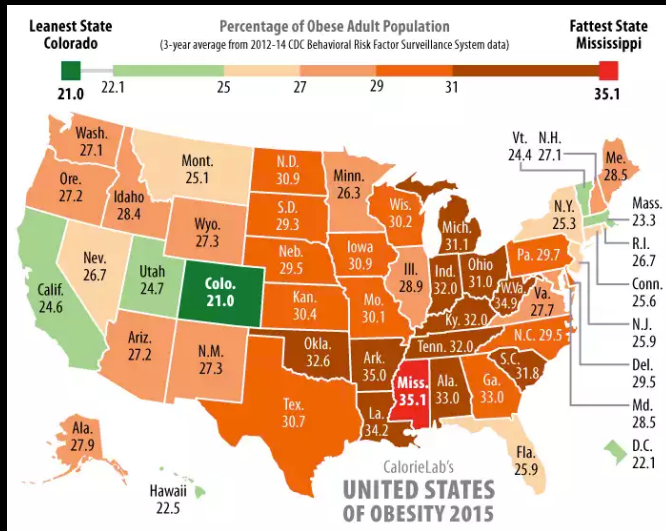 Leanest State
Colorado
Percentage of Obese Adult Population
(3-year average from 2012-14 CDC Behavioral Risk Factor Surveillance System data)
Fattest State
Mississippi
21.0
22.1
25
27
29
31
35.1
Wash.
27.1
Ore.
27.2
Idaho
28.4
Mont.
25.1
Wyo.
27.3
N.D.
30.9
S.D.
29.3
Neb.
29.5
Kan.
30.4
Minn.
26.3
Iowa
30.9
Mo.
30.1
Wis.
30.2
Ill.
28.9
Mich.
31.1
Ind.
32.0
Ohio
31.0
Ky. 32.0
Tenn. 32.0
W.Va.
34.9
Va.
27.7
Pa. 29.7
N.Y.
25.3
Vt.
24.4
N.H.
27.1
Me.
28.5
Mass.
23.3
R.I.
26.7
Conn.
25.6
N.J.
25.9
Del.
29.5
Md.
28.5
D.C.
22.1
Calif.
24.6
Nev.
26.7
Utah
24.7
Colo.
21.0
Ariz.
27.2
N.M.
27.3
Okla.
32.6
Tex.
30.7
Ark.
35.0
La.
34.2
Miss.
35.1
Ala.
33.0
Ga.
33.0
N.C. 29.5
S.C.
31.8
Fla.
25.9
Ala.
27.9
Hawaii
22.5
CalorieLab's
UNITED STATES
OF OBESITY 2015